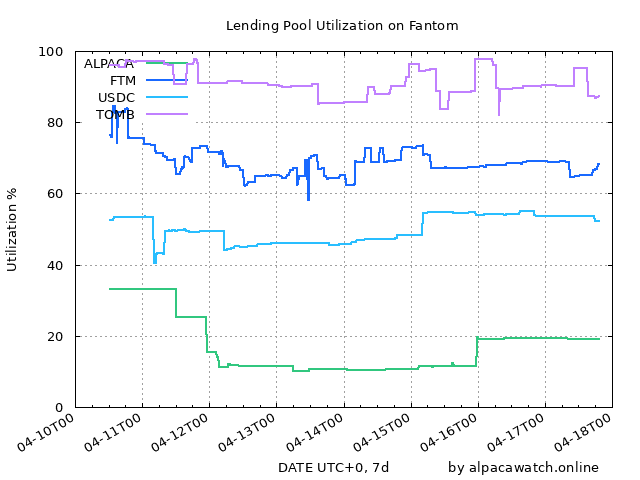 Lending Pool Utilization on Fantom
100
80
60
40
20
0
Utilization %
ALPACA
FTM
USDC
TOMB
04-10T00
04-11T00
04-12T00
04-13T00
04-14T00
04-15T00
04-16T00
04-17T00
04-18T00
DATE UTC+0, 7d
by alpacawatch.online